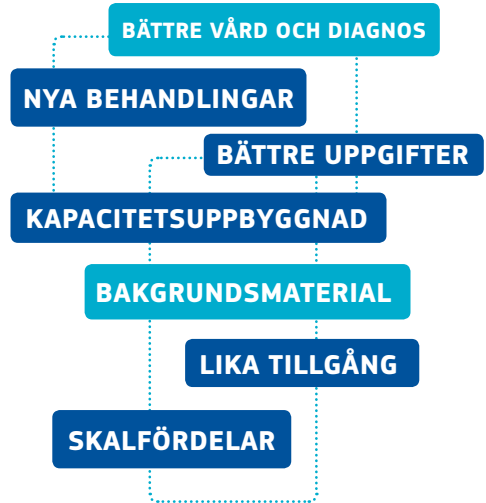 BÄTTRE VÅRD OCH DIAGNOS
NYA BEHANDLINGAR
BÄTTRE UPPGIFTER
KAPACITETSUPPBYGGNAD
BAKGRUNDSMATERIAL
LIKA TILLGÅNG
SKALFÖRDELAR